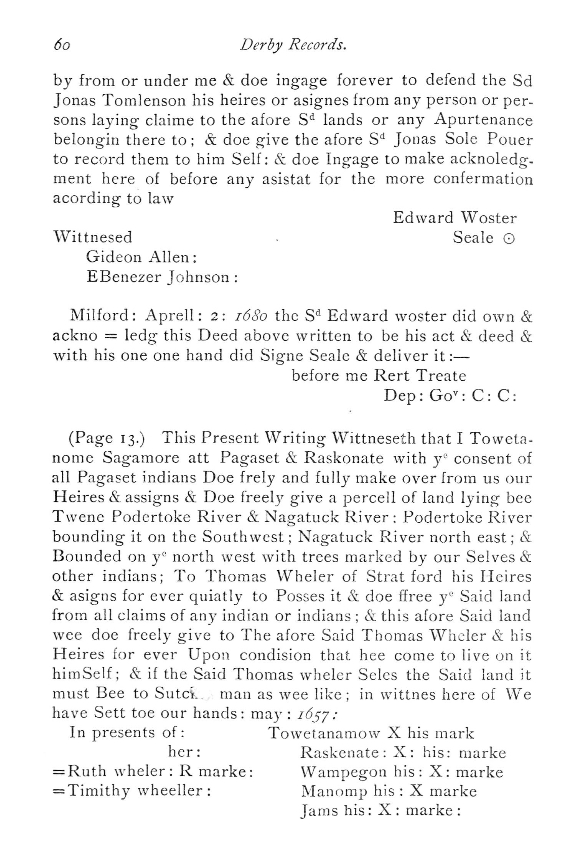 60 Derby Records.
by from or under me & doe ingage forever to defend the Sd
Jonas Tomlenson his heires or asignes from any person or per-
sons laying claime to the afore Sd lands or any Apurtenance
belongin there to; & doe give the afore Sd Jonas Sole Pouer
to record them to him Self: & doe Ingage to make acknoledg-
ment here of before any asistat for the more confermation
acording to law
Edward Woster
Wittnesed Seale ⊙
Gideon Allen:
EBenezer Johnson:
Milford: Aprell: 2: 1680 the Sd Edward woster did own &
ackno = ledg this Deed above written to be his act & deed &
with his one one hand did Signe Seale & deliver it:—
before me Rert Treate
Dep: Gov: C: C:
(Page 13.) This Present Writing Wittneseth that I Toweta-
nome Sagamore att Pagaset & Raskonate with ye consent of
all Pagaset indians Doe frely and fully make over from us our
Heires & assigns & Doe freely give a percell of land lying bee
Twene Podertoke River & Nagatuck River: Podertoke River
bounding it on the Southwest; Nagatuck River north east; &
Bounded on ye north west with trees marked by our Selves &
other indians; To Thomas Wheler of Strat ford his Heires
& asigns for ever quiatly to Posses it & doe ffree ye Said land
from all claims of any indian or indians; & this afore Said land
wee doe freely give to The afore Said Thomas Wheler & his
Heires for ever Upon condision that hee come to live on it
himSelf; & if the Said Thomas wheler Seles the Said land it
must Bee to Sutch man as wee like; in wittnes here of We
have Sett toe our hands: may: 1657:
In presents of: Towetanamow X his mark
her: Raskenate: X: his: marke
=Ruth wheler: R marke: Wampegon his: X: marke
=Timithy wheeller: Manomp his: X marke
Jams his: X: marke: